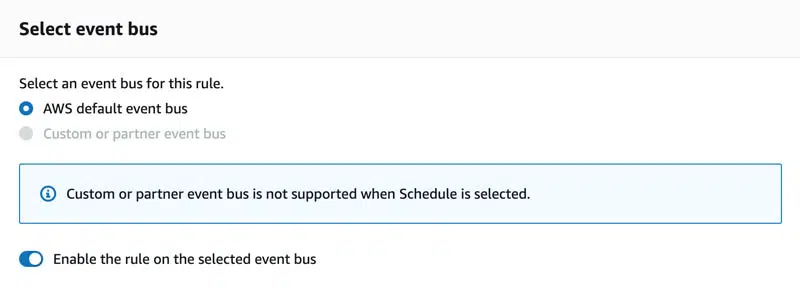 Select event bus
Select an event bus for this rule.
AWS default event bus
Custom or partner event bus
Custom or partner event bus is not supported when Schedule is selected.
Enable the rule on the selected event bus